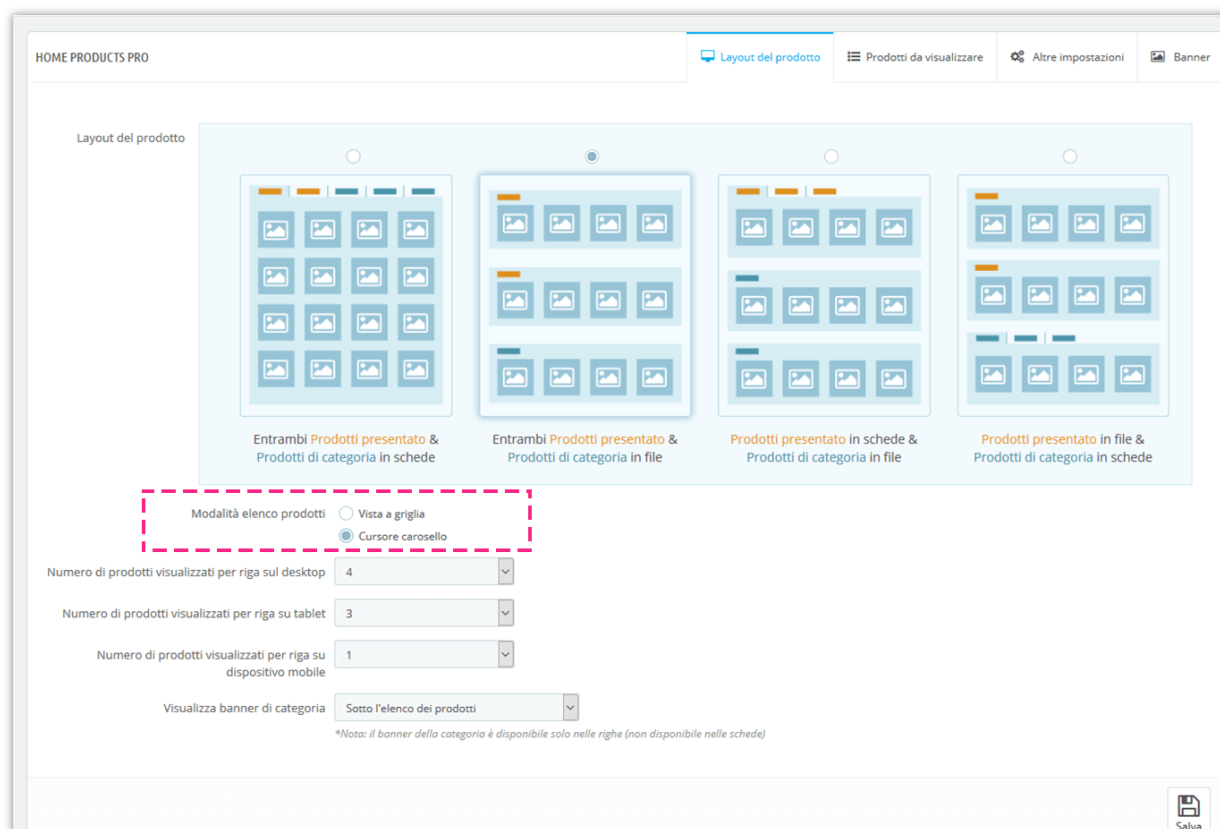 HOME PRODUCTS PRO
Layout del prodotto
Prodotti da visualizzare
Altre impostazioni
Banner
Layout del prodotto
Entrambi Prodotti presentato &
Prodotti di categoria in schede
Entrambi Prodotti presentato &
Prodotti di categoria in file
Prodotti presentato in schede &
Prodotti di categoria in file
Prodotti presentato in file &
Prodotti di categoria in schede
Modalità elenco prodotti
Vista a griglia
Cursore carosello
Numero di prodotti visualizzati per riga sul desktop
4
Numero di prodotti visualizzati per riga su tablet
3
Numero di prodotti visualizzati per riga su
dispositivo mobile
1
Visualizza banner di categoria
Sotto l'elenco dei prodotti
*Nota: il banner della categoria è disponibile solo nelle righe (non disponibile nelle schede)
Salva